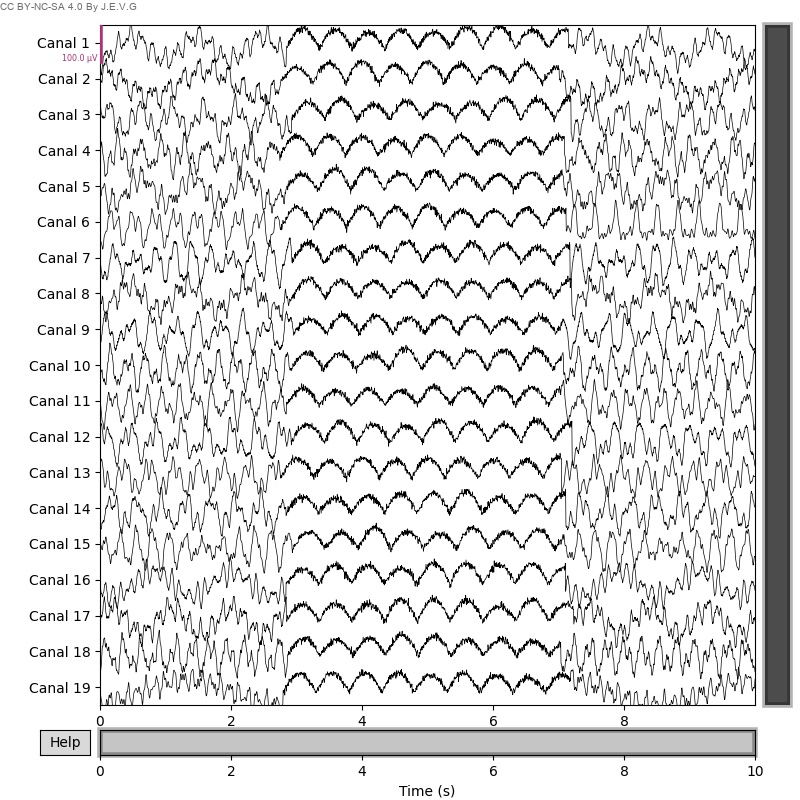 CC BY-NC-SA 4.0 By J.E.V.G
Canal 1
100.0 µV
Canal 2
Canal 3
Canal 4
Canal 5
Canal 6
Canal 7
Canal 8
Canal 9
Canal 10
Canal 11
Canal 12
Canal 13
Canal 14
Canal 15
Canal 16
Canal 17
Canal 18
Canal 19
0 2 4 6 8
Help
0 2 4 6 8 10
Time (s)